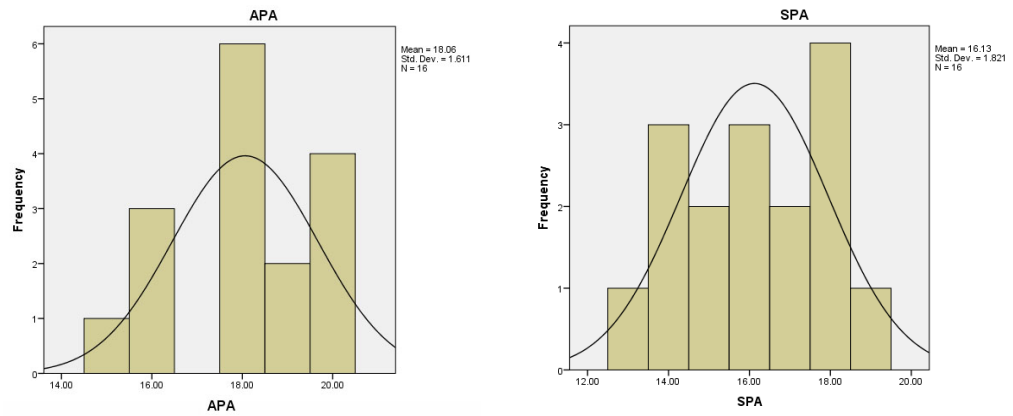 APA
Mean = 18.06
Std. Dev. = 1.611
N = 16
Frequency
6
5
4
3
2
1
0
14.00 16.00 18.00 20.00
APA
SPA
Mean = 16.13
Std. Dev. = 1.821
N = 16
Frequency
4
3
2
1
0
12.00 14.00 16.00 18.00 20.00
SPA